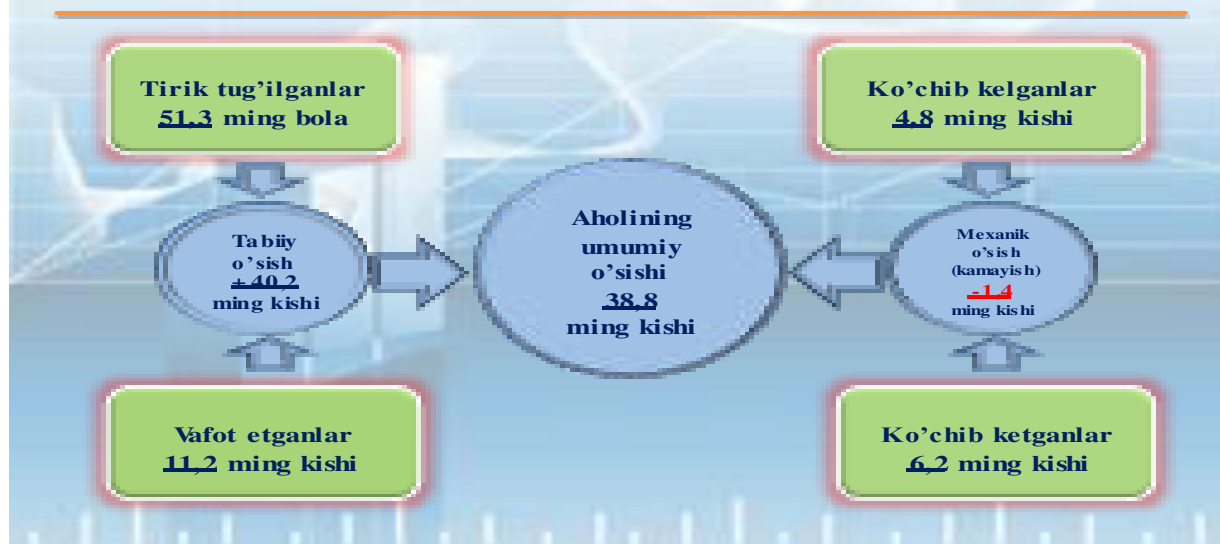 Tirik tug’ilganlar
51,3 ming bola
Ko’chib kelganlar
4,8 ming kishi
Tabiiy
o’sish
+40,2
ming kishi
Aholining
umumiy
o’sishi
38,8
ming kishi
Mexanik
o’sish
(kamayish)
-1,4
ming kishi
Vafot etganlar
11,2 ming kishi
Ko’chib ketganlar
6,2 ming kishi